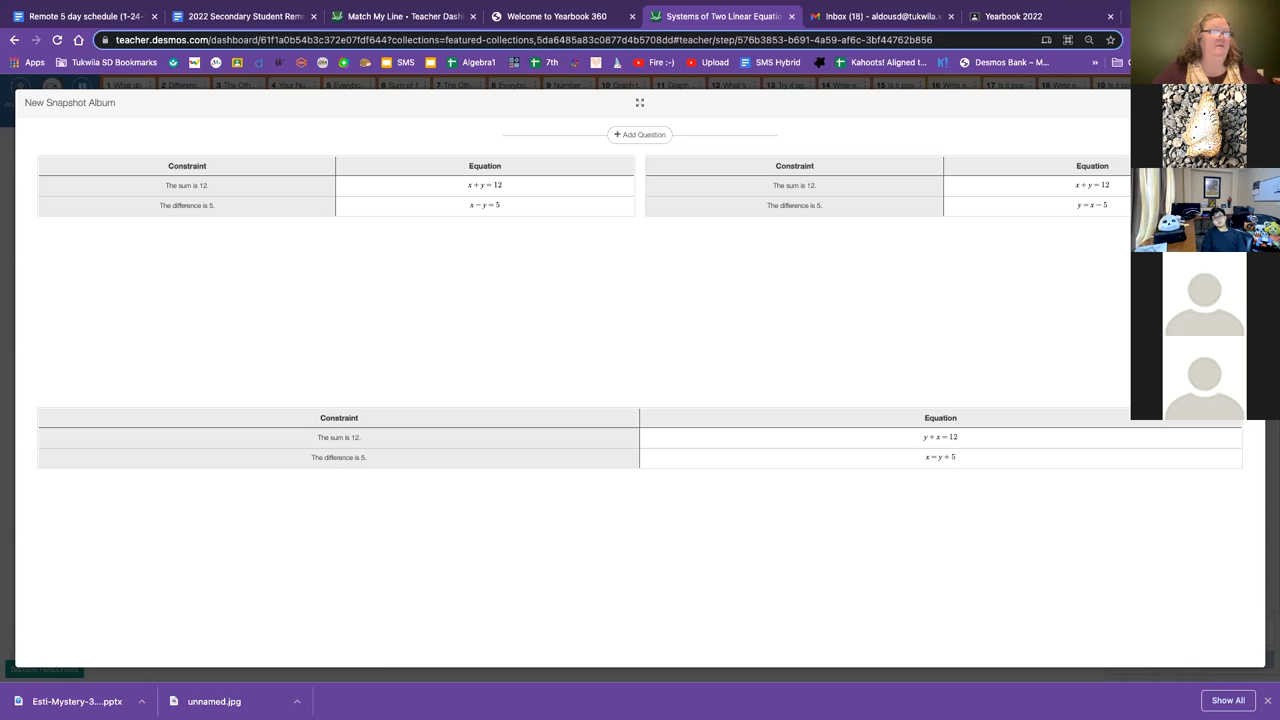 Remote 5 day schedule (1-24-
2022 Secondary Student Rem
Match My Line • Teacher Dash
Welcome to Yearbook 360
Systems of Two Linear Equatio
Inbox (18) - aldousd@tukwila.w
Yearbook 2022
teacher.desmos.com/dashboard/61f1a0b54b3c372e07fdf644?collections=featured-collections,5da6485a83c0877d4b5708dd#teacher/step/576b3853-b691-4a59-af6c-3bf44762b856
Apps
Tukwila SD Bookmarks
SMS
Algebra1
7th
Fire :-)
Upload
SMS Hybrid
Kahoots! Aligned t...
Desmos Bank – M...
»
New Snapshot Album
+ Add Question
Constraint Equation
The sum is 12. x + y = 12
The difference is 5. x − y = 5
Constraint Equation
The sum is 12. x + y = 12
The difference is 5. y = x − 5
Constraint Equation
The sum is 12. y + x = 12
The difference is 5. x = y + 5
Sample Responses
Esti-Mystery-3....pptx
unnamed.jpg
Show All